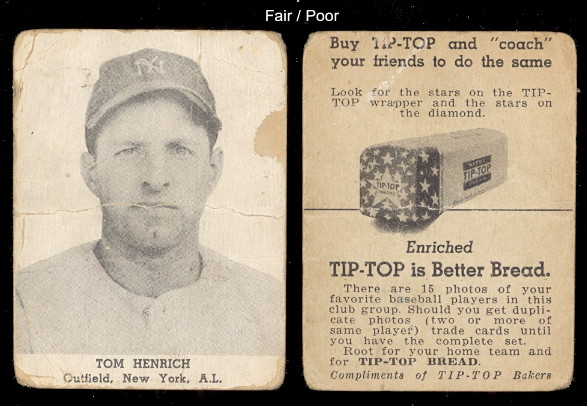 Fair / Poor
NY
TOM HENRICH
Outfield, New York, A.L.
Buy TIP-TOP and "coach"
your friends to do the same
Look for the stars on the TIP-
TOP wrapper and the stars on
the diamond.
TIP-TOP
TIP-TOP
Enriched
TIP-TOP is Better Bread.
There are 15 photos of your
favorite baseball players in this
club group. Should you get dupli-
cate photos (two or more of
same player) trade cards until
you have the complete set.
Root for your home team and
for TIP-TOP BREAD.
Compliments of TIP-TOP Bakers